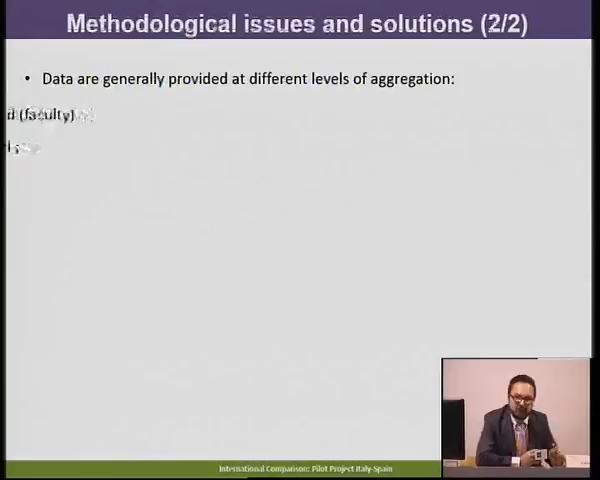 Methodological issues and solutions (2/2)
• Data are generally provided at different levels of aggregation:
d (faculty)
International Comparison: Pilot Project Italy-Spain